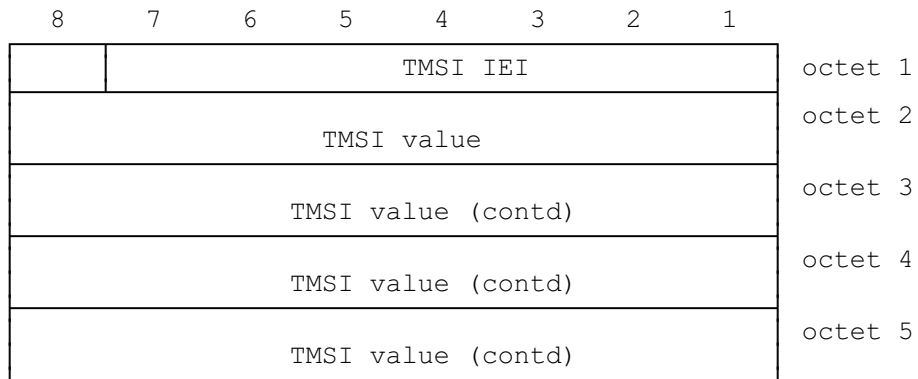 8 7 6 5 4 3 2 1
TMSI IEI octet 1
octet 2
TMSI value
octet 3
TMSI value (contd)
octet 4
TMSI value (contd)
octet 5
TMSI value (contd)